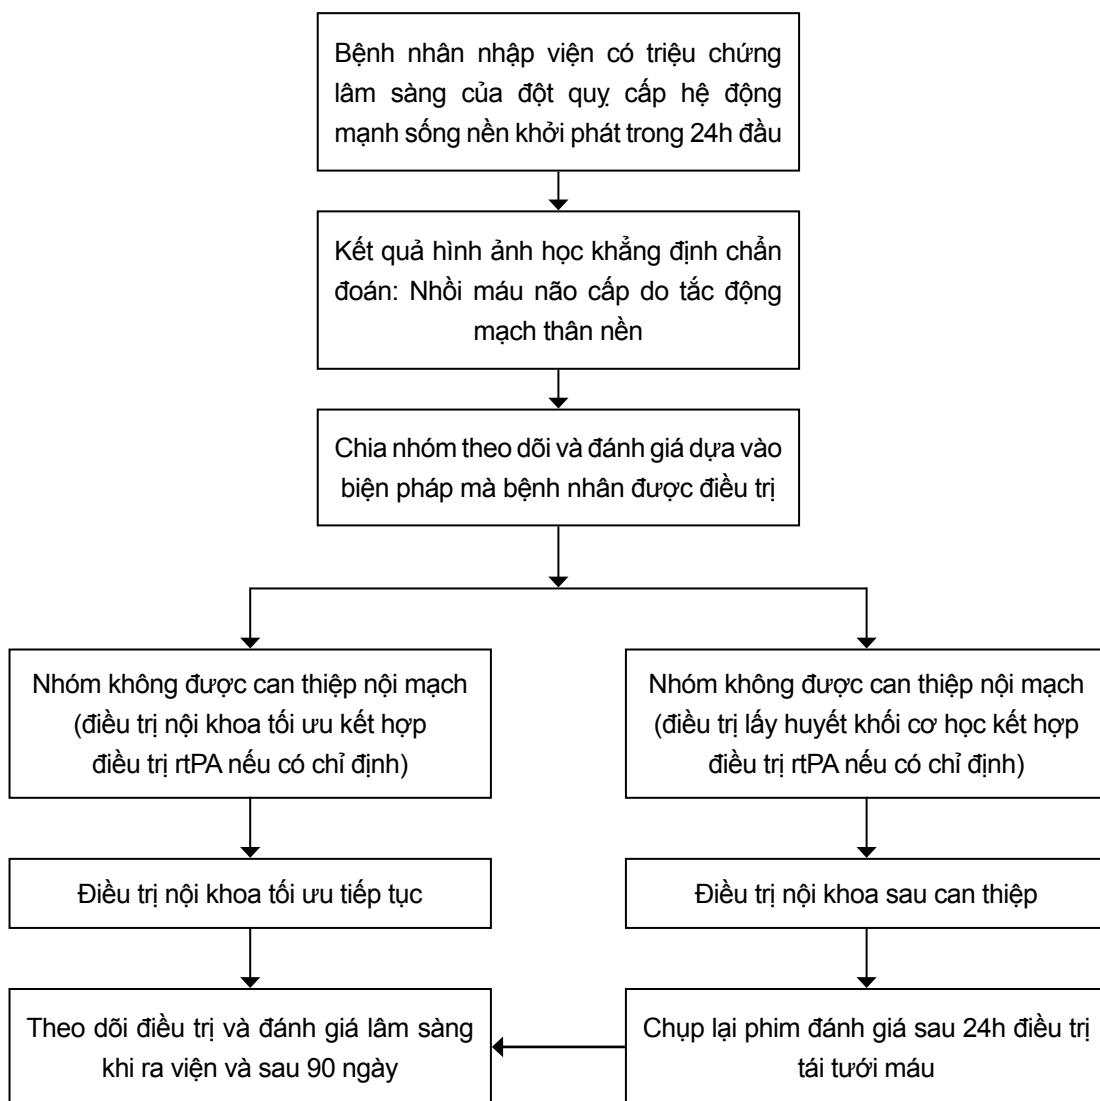 Bệnh nhân nhập viện có triệu chứng
lâm sàng của đột quỵ cấp hệ động
mạnh sống nền khởi phát trong 24h đầu
Kết quả hình ảnh học khẳng định chẩn
đoán: Nhồi máu não cấp do tắc động
mạch thân nền
Chia nhóm theo dõi và đánh giá dựa vào
biện pháp mà bệnh nhân được điều trị
Nhóm không được can thiệp nội mạch
(điều trị nội khoa tối ưu kết hợp
điều trị rtPA nếu có chỉ định)
Nhóm không được can thiệp nội mạch
(điều trị lấy huyết khối cơ học kết hợp
điều trị rtPA nếu có chỉ định)
Điều trị nội khoa tối ưu tiếp tục
Điều trị nội khoa sau can thiệp
Theo dõi điều trị và đánh giá lâm sàng
khi ra viện và sau 90 ngày
Chụp lại phim đánh giá sau 24h điều trị
tái tưới máu